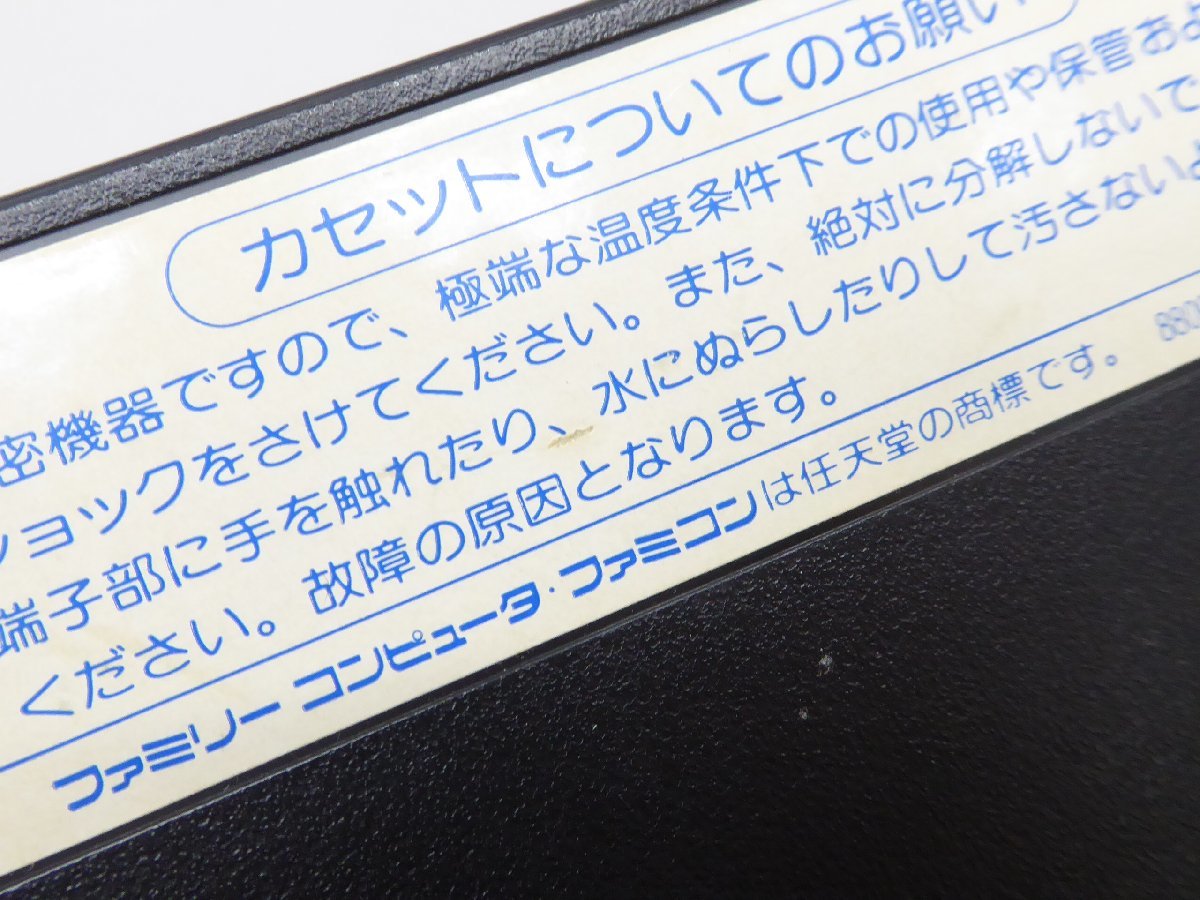 カセットについてのお願い
密機器ですので、極端な温度条件下での使用や保管およ
ショックをさけてください。また、絶対に分解しないで
端子部に手を触れたり、水にぬらしたりして汚さないよ
ください。故障の原因となります。
ファミリーコンピュータ・ファミコンは任天堂の商標です。